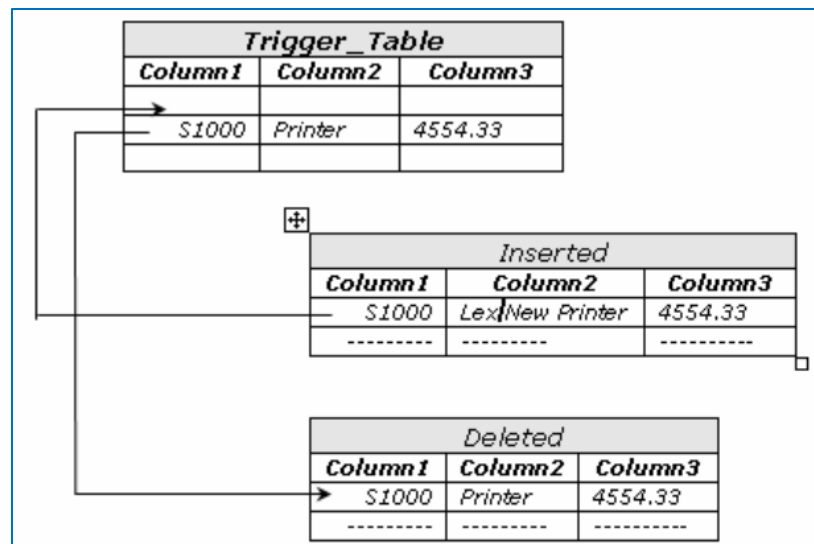 Trigger_Table
Column1 Column2 Column3
S1000 Printer 4554.33
Inserted
Column1 Column2 Column3
S1000 Lex New Printer 4554.33
--------- --------- ----------
Deleted
Column1 Column2 Column3
S1000 Printer 4554.33
--------- --------- ----------